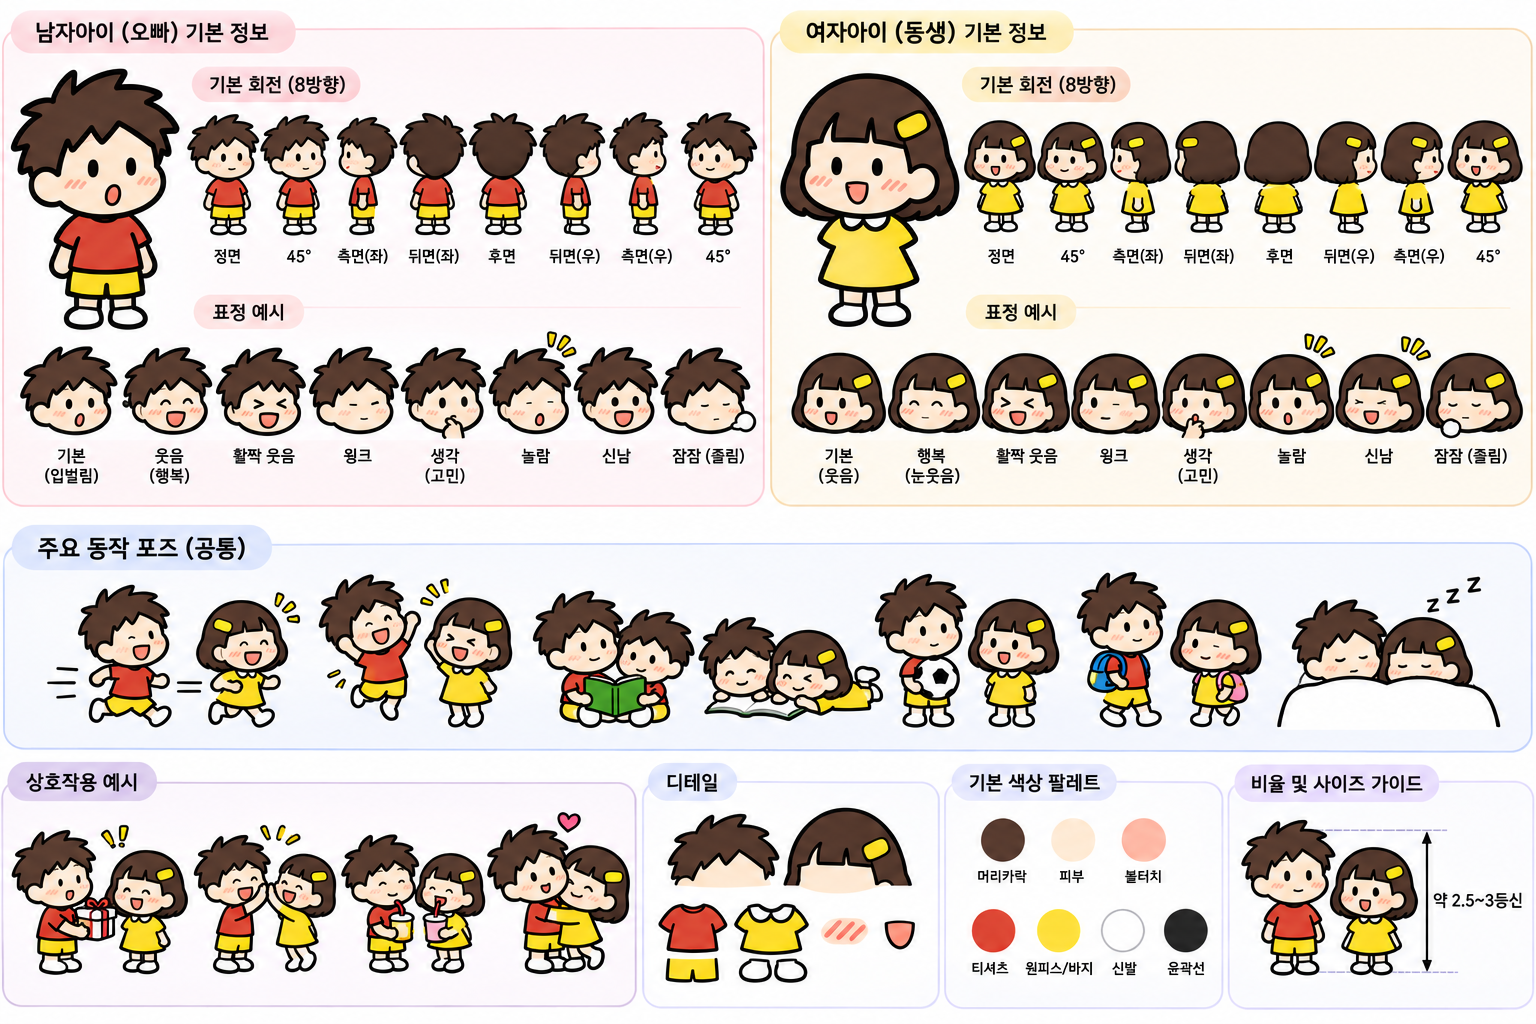 남자아이 (오빠) 기본 정보
기본 회전 (8방향)
정면 45° 측면(좌) 뒤면(좌) 후면 뒤면(우) 측면(우) 45°
표정 예시
기본 웃음 활짝 웃음 윙크 생각 놀람 신남 잠잠 (졸림)
(입벌림) (행복) (고민)
여자아이 (동생) 기본 정보
기본 회전 (8방향)
정면 45° 측면(좌) 뒤면(좌) 후면 뒤면(우) 측면(우) 45°
표정 예시
기본 행복 활짝 웃음 윙크 생각 놀람 신남 잠잠 (졸림)
(웃음) (눈웃음) (고민)
주요 동작 포즈 (공통)
z z z
상호작용 예시
디테일
기본 색상 팔레트
머리카락 피부 볼터치
티셔츠 원피스/바지 신발 윤곽선
비율 및 사이즈 가이드
약 2.5~3등신